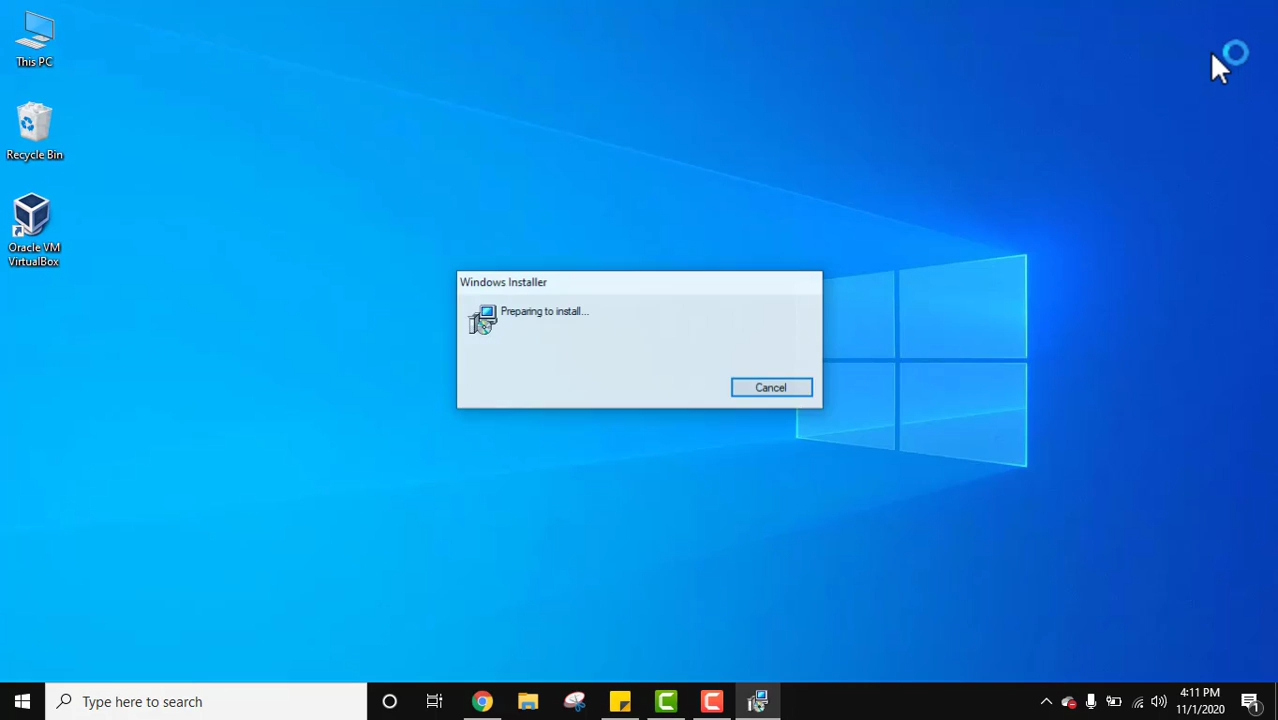 This PC
Recycle Bin
Oracle VM
VirtualBox
Windows Installer
Preparing to install...
Cancel
Type here to search
4:11 PM
11/1/2020
1